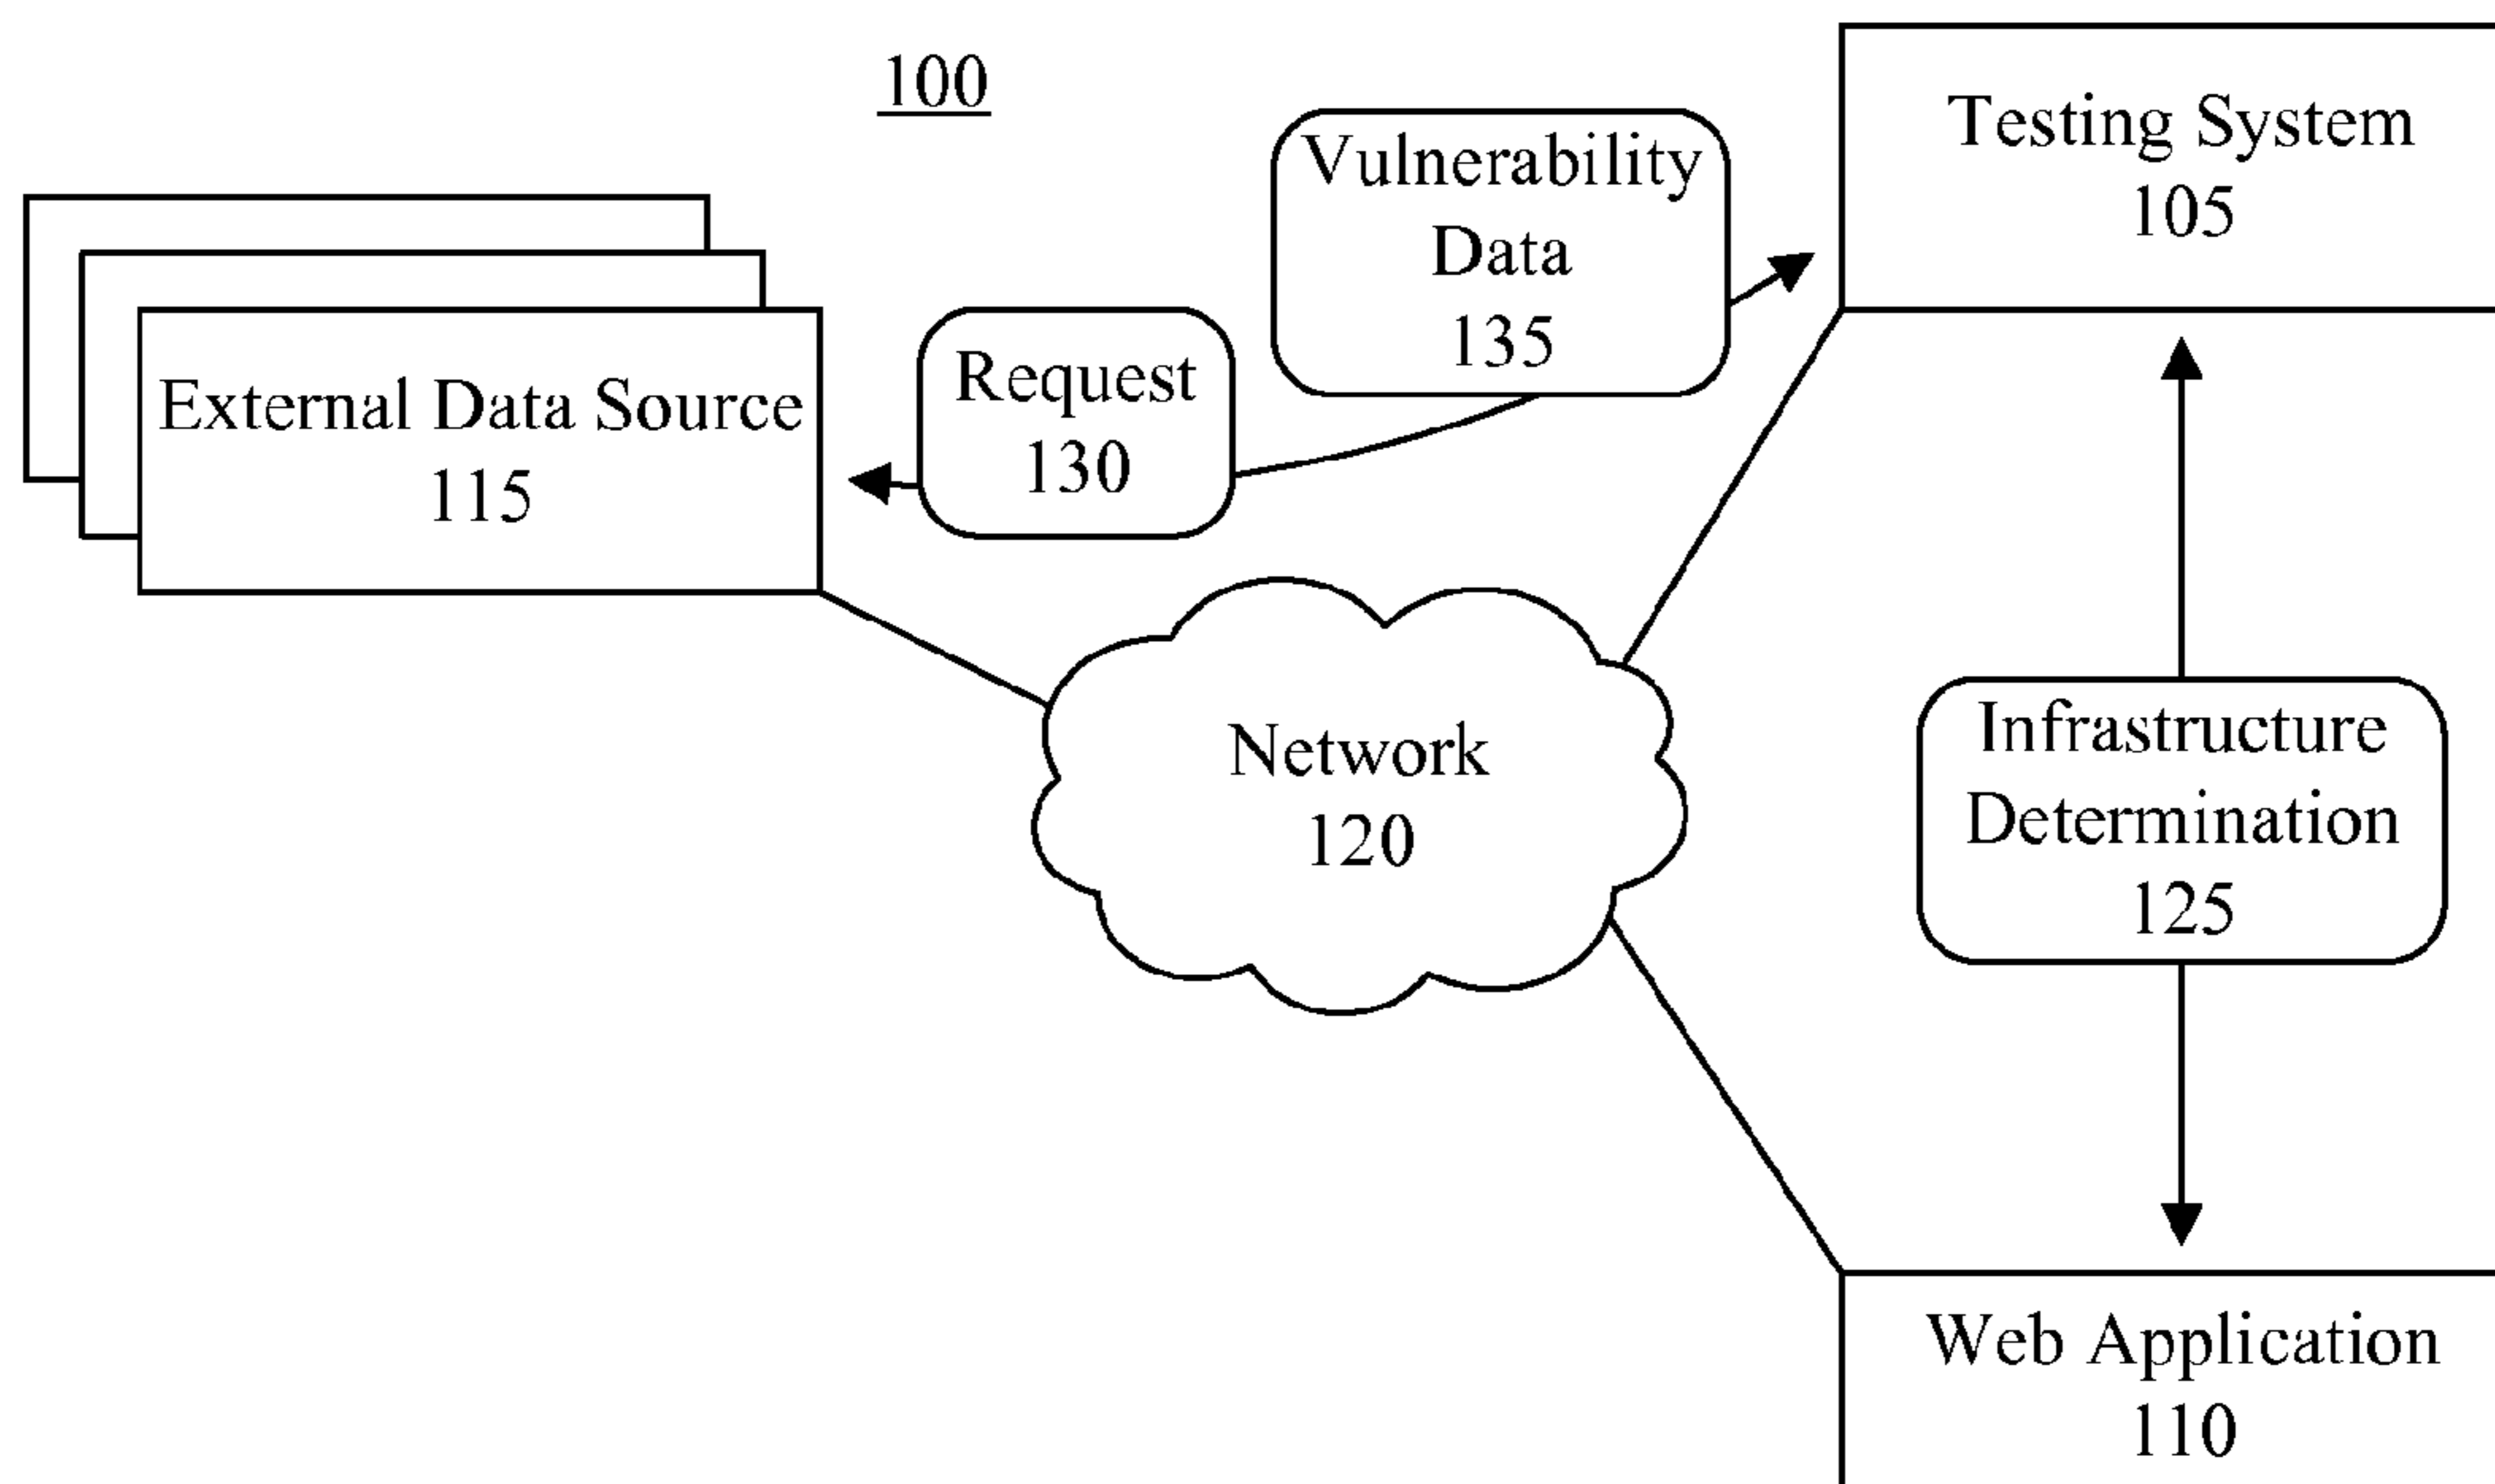 100
Testing System
105
Vulnerability
Data
135
Request
130
External Data Source
115
Network
120
Infrastructure
Determination
125
Web Application
110